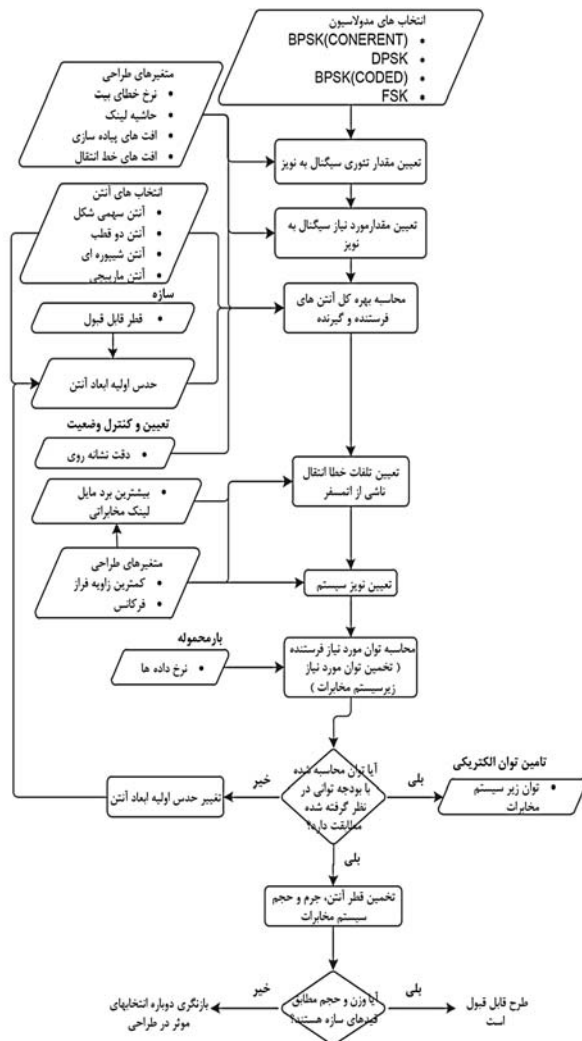 انتخاب های مدولاسیون
BPSK(CONERENT) •
DPSK •
BPSK(CODED) •
FSK •
متغیرهای طراحی
• نرخ خطای بیت
• حاشیه لینک
• افت های پیاده سازی
• افت های خط انتقال
تعیین مقدار تئوری سیگنال به نویز
انتخاب های آنتن
• آنتن سهمی شکل
• آنتن دو قطب
• آنتن شیپوره ای
• آنتن مارپیچی
تعیین مقدارمورد نیاز سیگنال به
نویز
سازه
• قطر قابل قبول
محاسبه بهره کل آنتن های
فرستنده و گیرنده
حدس اولیه ابعاد آنتن
تعیین و کنترل وضعیت
• دقت نشانه روی
تعیین تلفات خطا انتقال
ناشی از اتمسفر
• بیشترین برد مایل
لینک مخابراتی
متغیرهای طراحی
• کمترین زاویه فراز
• فرکانس
تعیین نویز سیستم
بارمحموله
• نرخ داده ها
محاسبه توان مورد نیاز فرستنده
( تخمین توان مورد نیاز
زیرسیستم مخابرات )
آیا توان محاسبه شده
با بودجه توانی در
نظر گرفته شده
مطابقت دارد؟
بلی
تامین توان الکتریکی
• توان زیر سیستم
مخابرات
خیر
تغییر حدس اولیه ابعاد آنتن
بلی
تخمین قطر آنتن، جرم و حجم
سیستم مخابرات
آیا وزن و حجم مطابق
قیدهای سازه هستند؟
بلی
طرح قابل قبول
است
خیر
بازنگری دوباره انتخابهای
موثر در طراحی